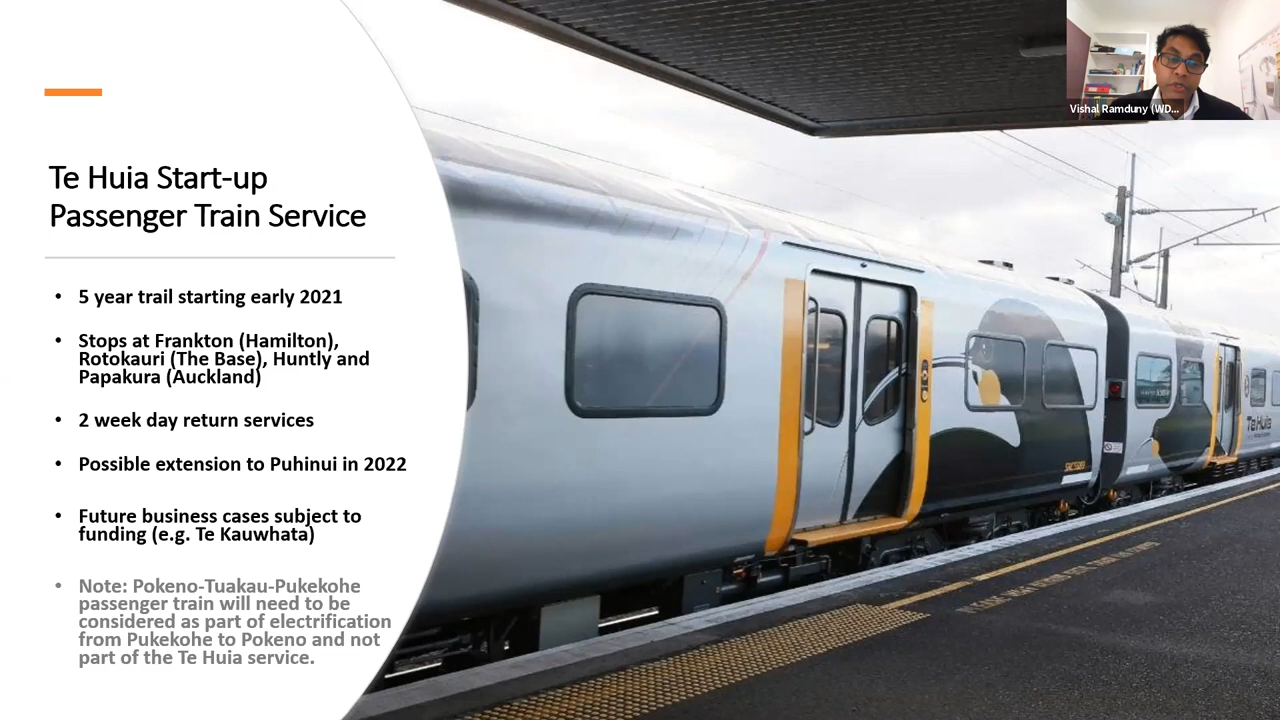 Vishal Ramduny (WD...
Te Huia Start-up
Passenger Train Service
• 5 year trail starting early 2021
• Stops at Frankton (Hamilton),
Rotokauri (The Base), Huntly and
Papakura (Auckland)
• 2 week day return services
• Possible extension to Puhinui in 2022
• Future business cases subject to
funding (e.g. Te Kauwhata)
• Note: Pokeno-Tuakau-Pukekohe
passenger train will need to be
considered as part of electrification
from Pukekohe to Pokeno and not
part of the Te Huia service.
Te Huia